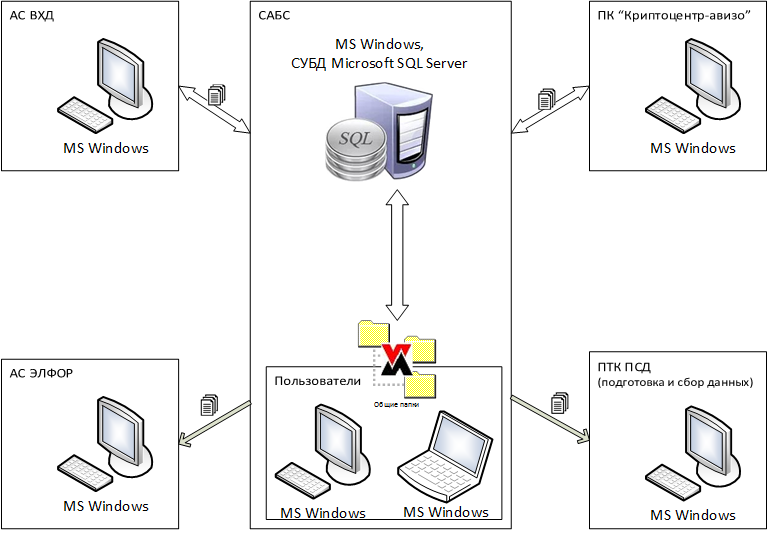 АС ВХД
MS Windows
САБС
MS Windows,
СУБД Microsoft SQL Server
SQL
ПК “Криптоцентр-авизо”
MS Windows
АС ЭЛФОР
MS Windows
Общие папки
Пользователи
MS Windows
MS Windows
ПТК ПСД
(подготовка и сбор данных)
MS Windows